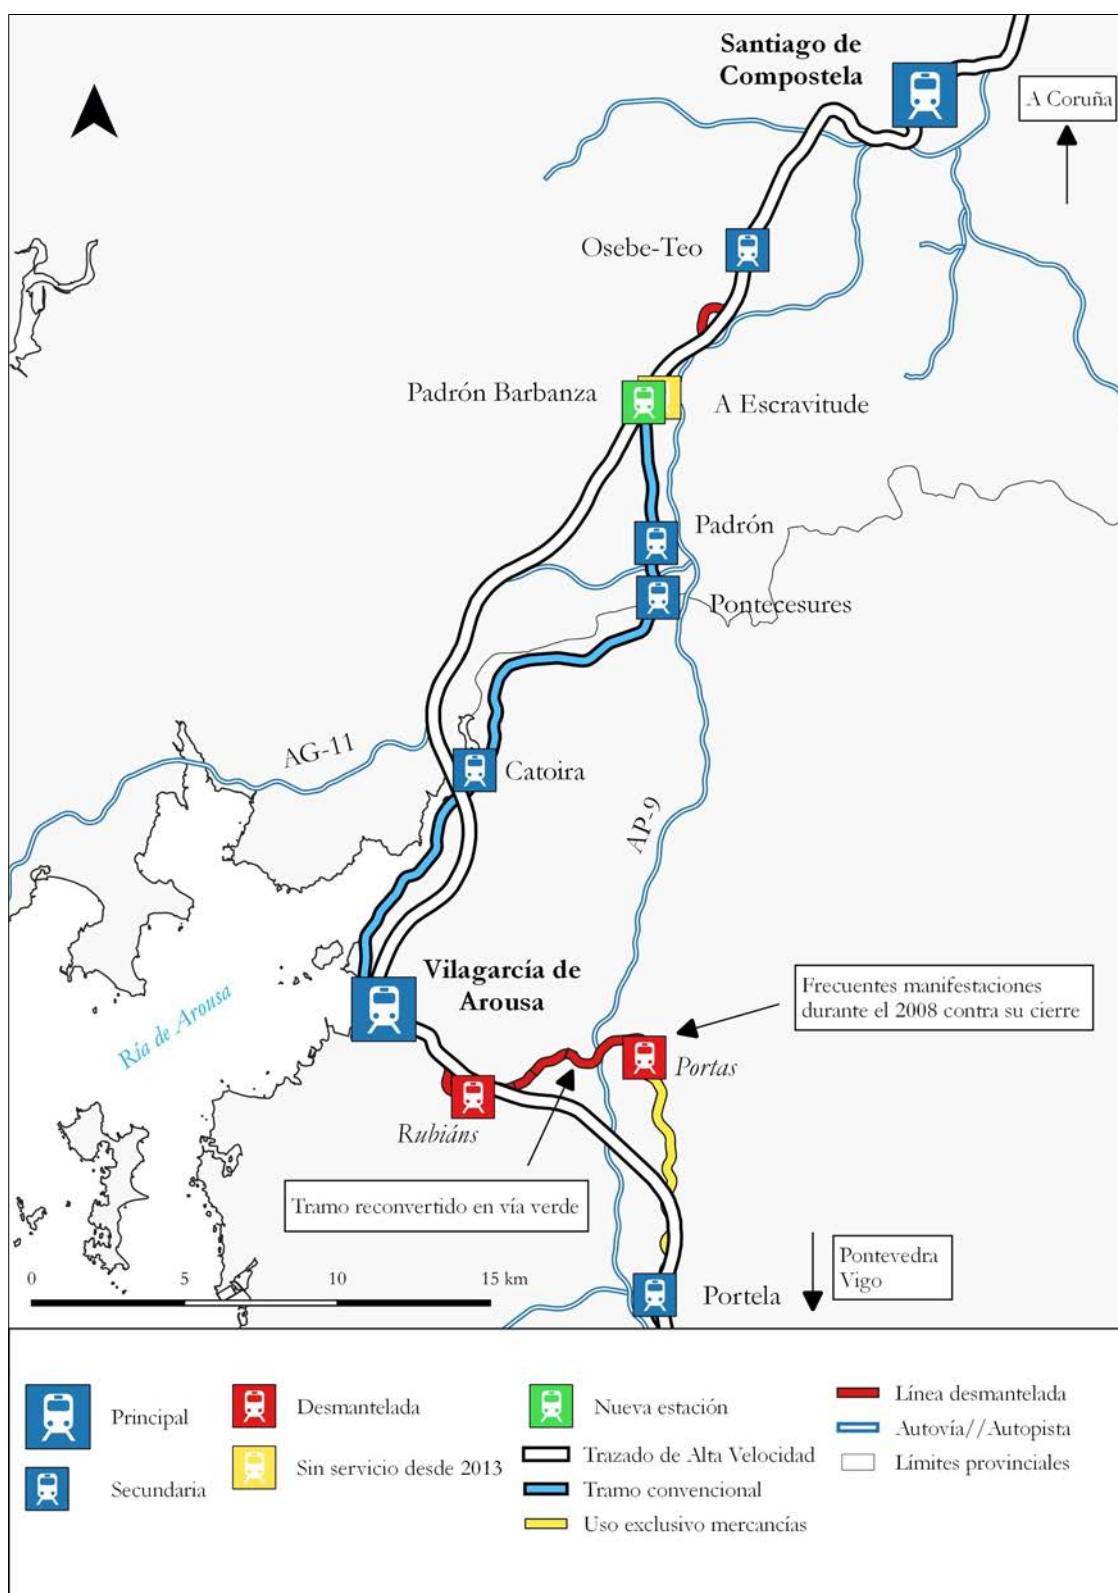 Santiago de
Compostela
A Coruña
Osebe-Teo
Padrón Barbanza
A Escravitude
Padrón
Pontecesures
AG-11
Catoira
AP-9
Vilagarcía de
Arousa
Ría de Arousa
Frecuentes manifestaciones
durante el 2008 contra su cierre
Portas
Rubiáns
Tramo reconvertido en vía verde
0 5 10 15 km
Portela
Pontevedra
Vigo
Principal
Secundaria
Desmantelada
Sin servicio desde 2013
Nueva estación
Trazado de Alta Velocidad
Tramo convencional
Uso exclusivo mercancías
Línea desmantelada
Autovía//Autopista
Límites provinciales